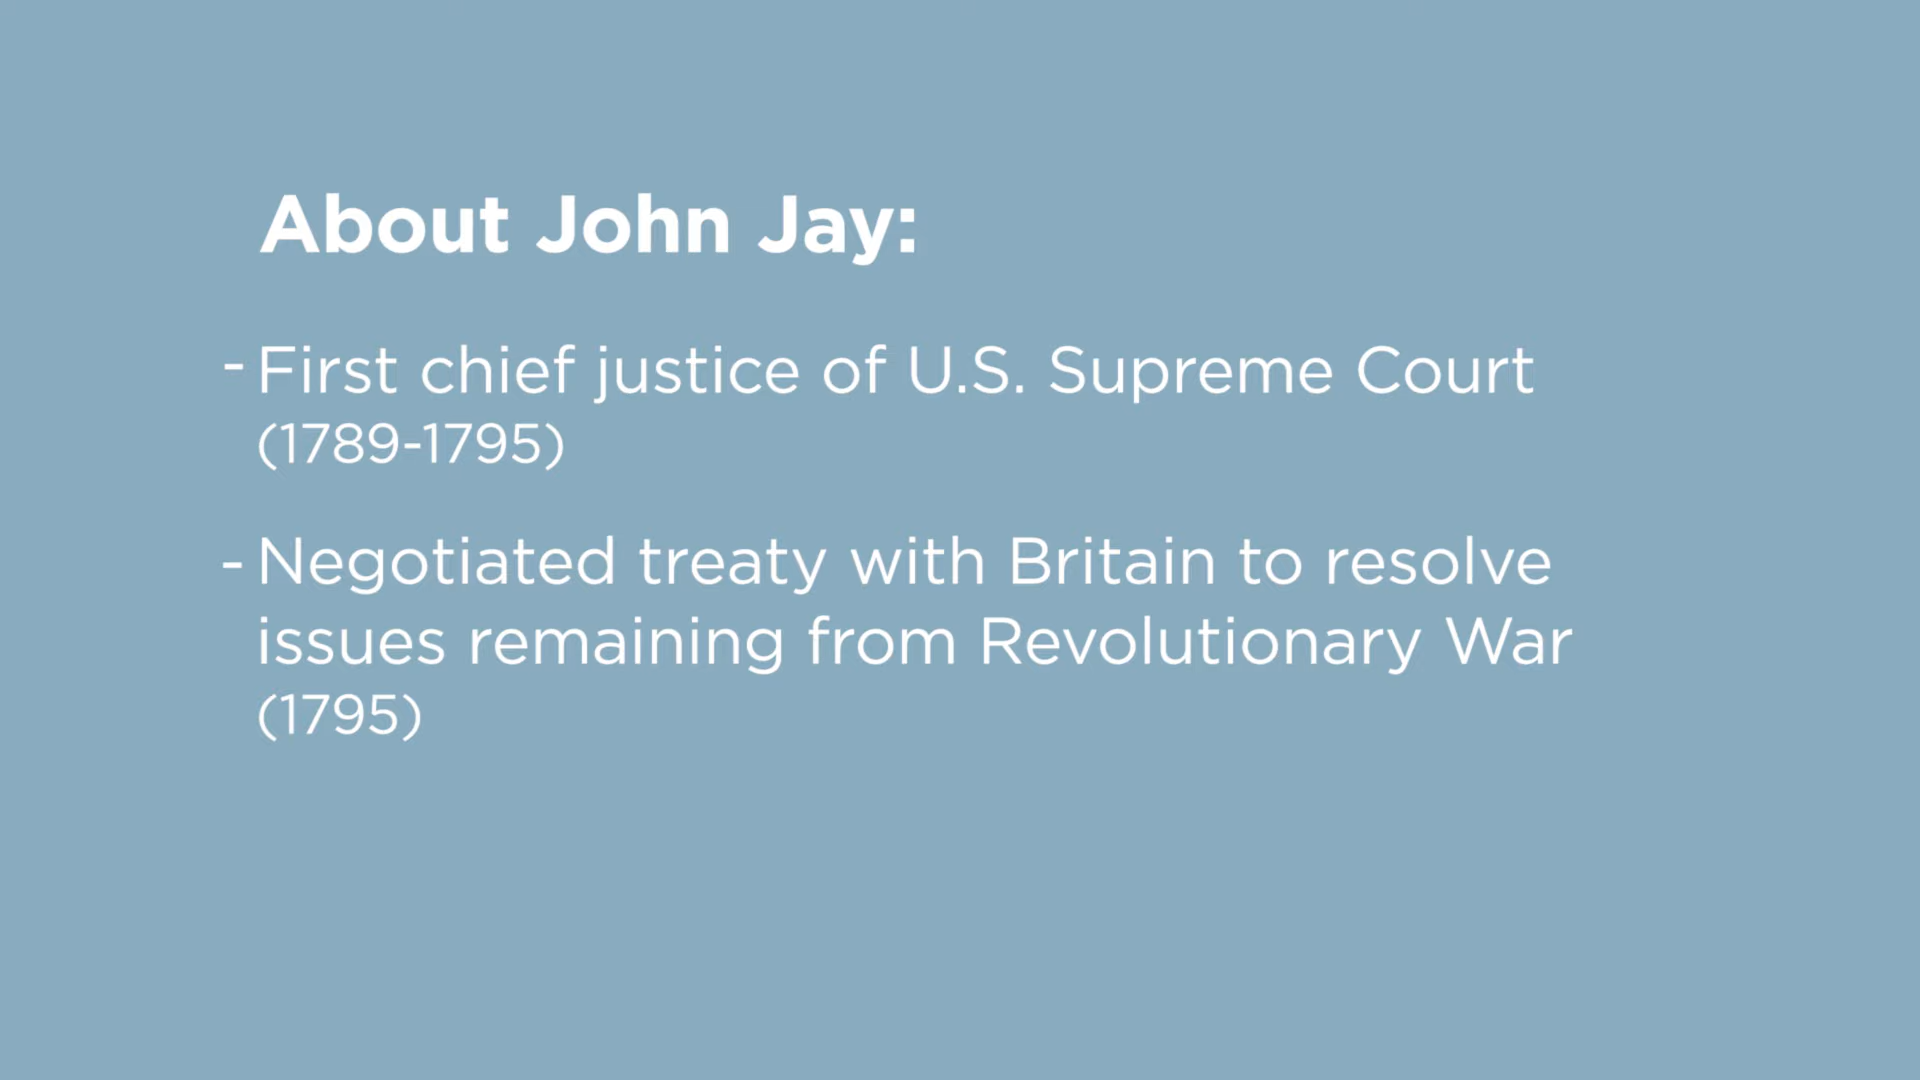 About John Jay:
- First chief justice of U.S. Supreme Court
(1789-1795)
- Negotiated treaty with Britain to resolve
issues remaining from Revolutionary War
(1795)